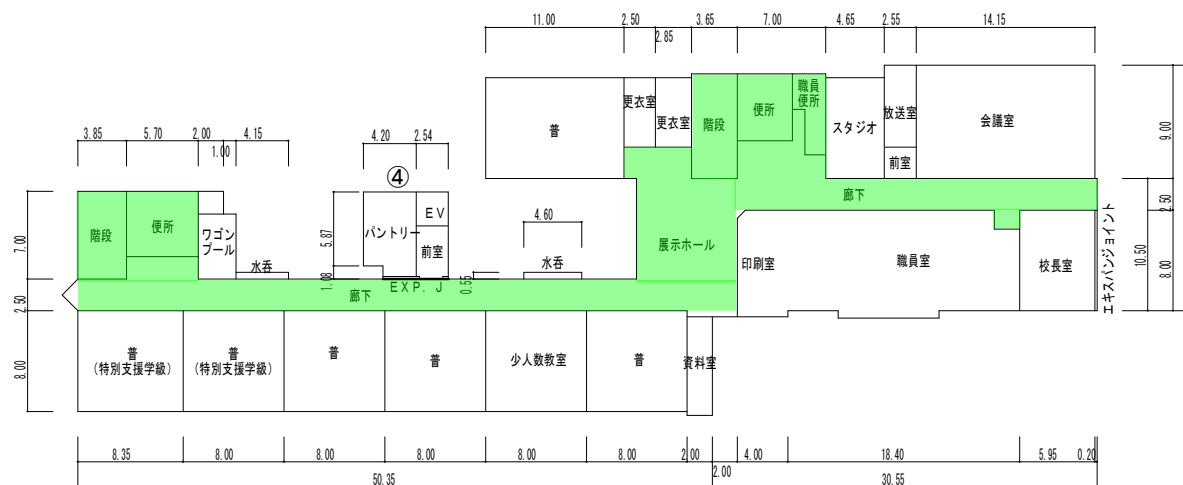 11.00 2.50 3.65 7.00 4.65 2.55 14.15
2.85
更衣室
更衣室
普
階段
便所
職員
便所
スタジオ
放送室
前室
会議室
9.00
3.85 5.70 2.00 4.15
1.00
4.20 2.54
④
階段
便所
ワゴン
プール
水呑
パントリー
EV
前室
4.60
水呑
7.00
5.87
1.08
EXP. J
0.55
展示ホール
廊下
印刷室
職員室
校長室
エキスパンジョイント
2.50
10.50
8.00
廊下
2.50
8.00
普
(特別支援学級)
普
(特別支援学級)
普
普
少人数教室
普
資料室
8.35 8.00 8.00 8.00 8.00 8.00 2.00 4.00 18.40 5.95 0.20
2.00
50.35 30.55